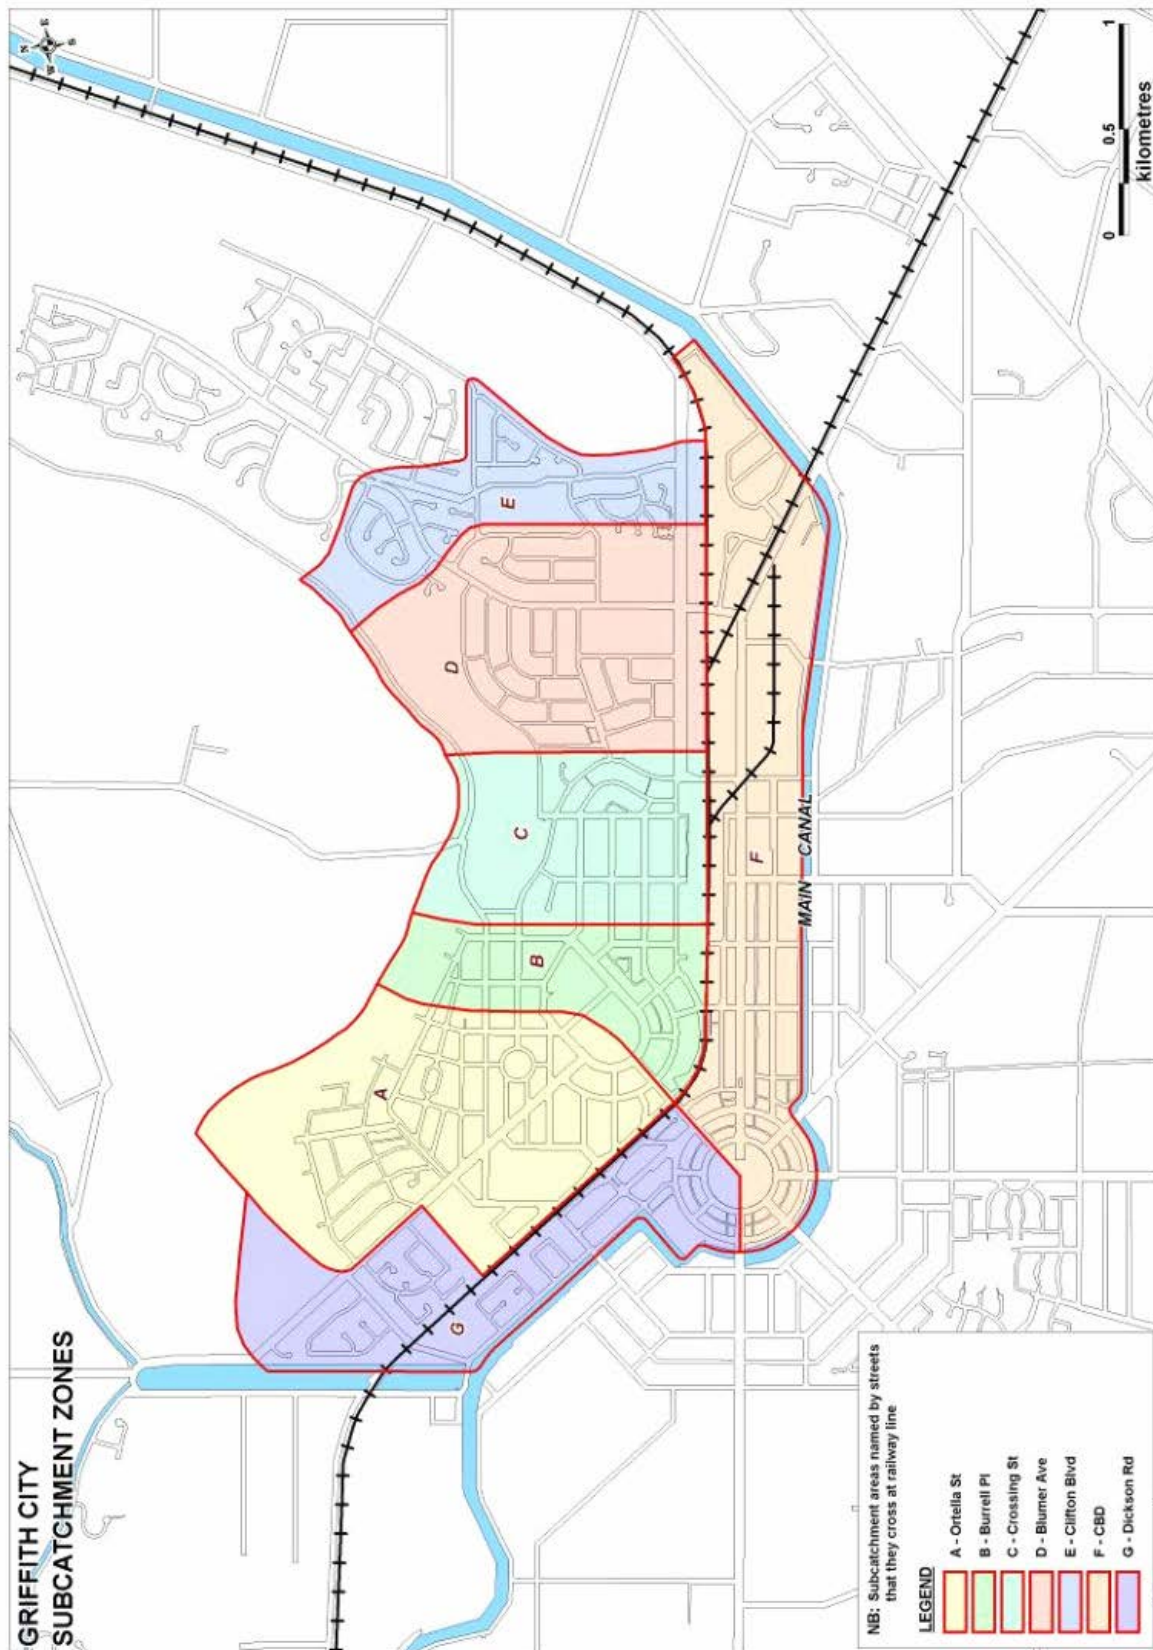 GRIFFITH CITY
SUBCATCHMENT ZONES
A
B
C
D
E
F
G
MAIN CANAL
0 0.5 1
kilometres
NB: Subcatchment areas named by streets
that they cross at railway line
LEGEND
A - Ortella St
B - Burrell Pl
C - Crossing St
D - Blumer Ave
E - Clifton Blvd
F - CBD
G - Dickson Rd